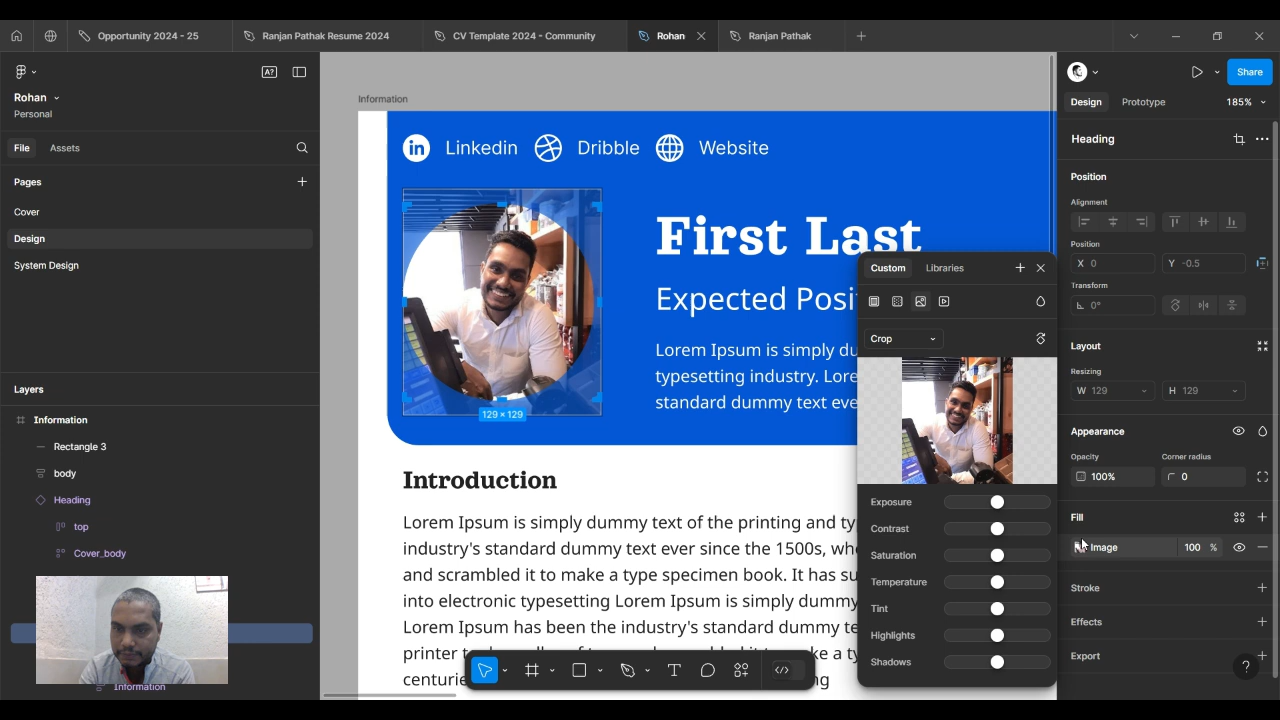 Opportunity 2024 - 25
Ranjan Pathak Resume 2024
CV Template 2024 - Community
Rohan
Ranjan Pathak
A?
Share
Rohan
Personal
Design
Prototype
185%
File
Assets
Pages
Cover
Design
System Design
Layers
Information
Rectangle 3
body
Heading
top
Cover_body
Information
Information
in
Linkedin
Dribble
Website
First Last
Expected Posi
Lorem Ipsum is simply du
typesetting industry. Lore
standard dummy text eve
129 × 129
Introduction
Lorem Ipsum is simply dummy text of the printing and ty
industry's standard dummy text ever since the 1500s, wh
and scrambled it to make a type specimen book. It has su
into electronic typesetting Lorem Ipsum is simply dummy
Lorem Ipsum has been the industry's standard dummy te
printer
centurie
ng
Custom
Libraries
Crop
Exposure
Contrast
Saturation
Temperature
Tint
Highlights
Shadows
Heading
Position
Alignment
Position
X 0
Y -0.5
Transform
0°
Layout
Resizing
W 129
H 129
Appearance
Opacity
Corner radius
100%
0
Fill
Image
100 %
Stroke
Effects
Export
?